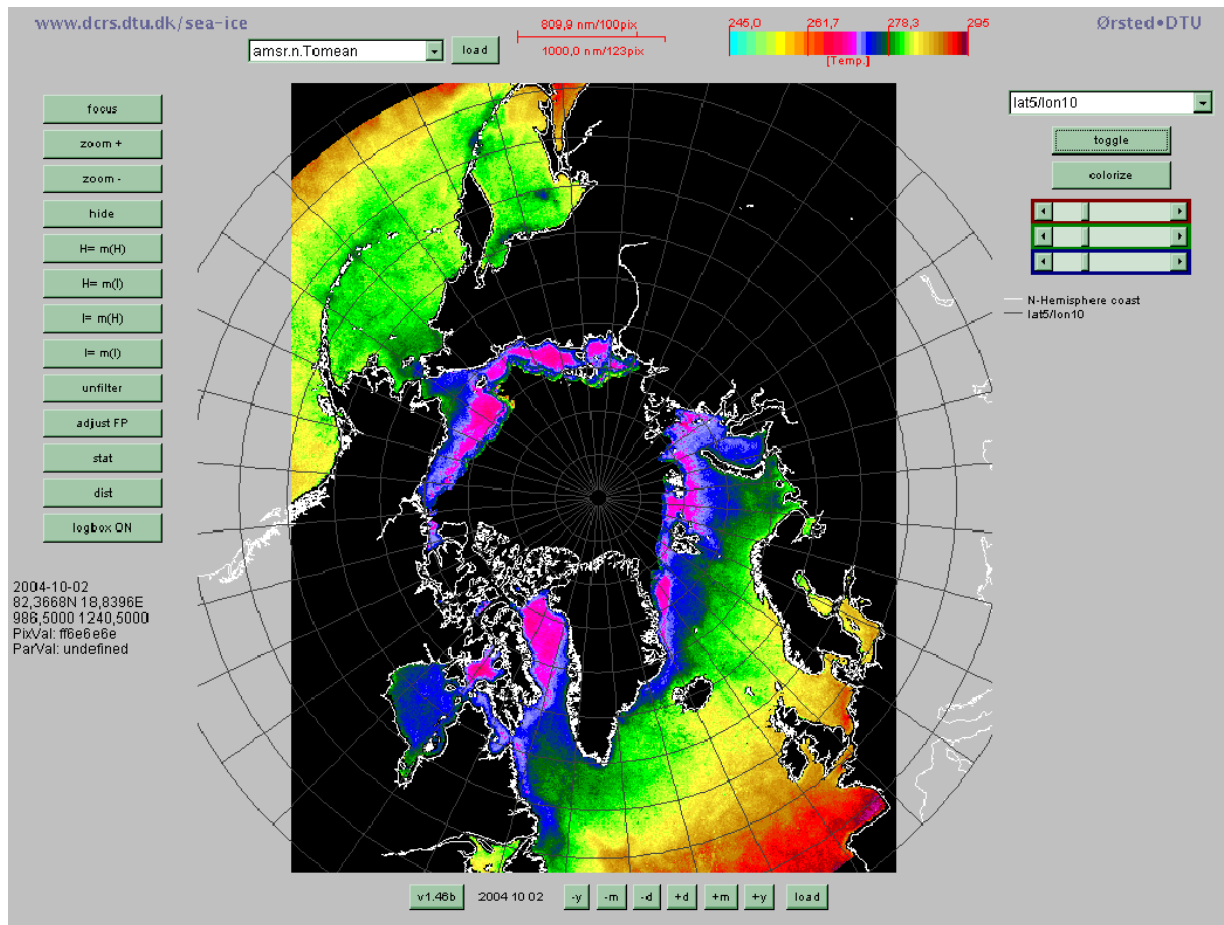 www.dcrs.dtu.dk/sea-ice
amsr.n.Tomean
load
809,9 nm/100pix
1000,0 nm/123pix
245,0 261,7 278,3 295
[Temp.]
Ørsted•DTU
focus
zoom +
zoom -
hide
H= m(H)
H= m(I)
I= m(H)
I= m(I)
unfilter
adjust FP
stat
dist
logbox ON
2004-10-02
82,3668N 18,8396E
986,5000 1240,5000
PixVal: ff6e6e6e
ParVal: undefined
lat5/lon10
toggle
colorize
N-Hemisphere coast
lat5/lon10
v1.46b 2004 10 02 -y -m -d +d +m +y load